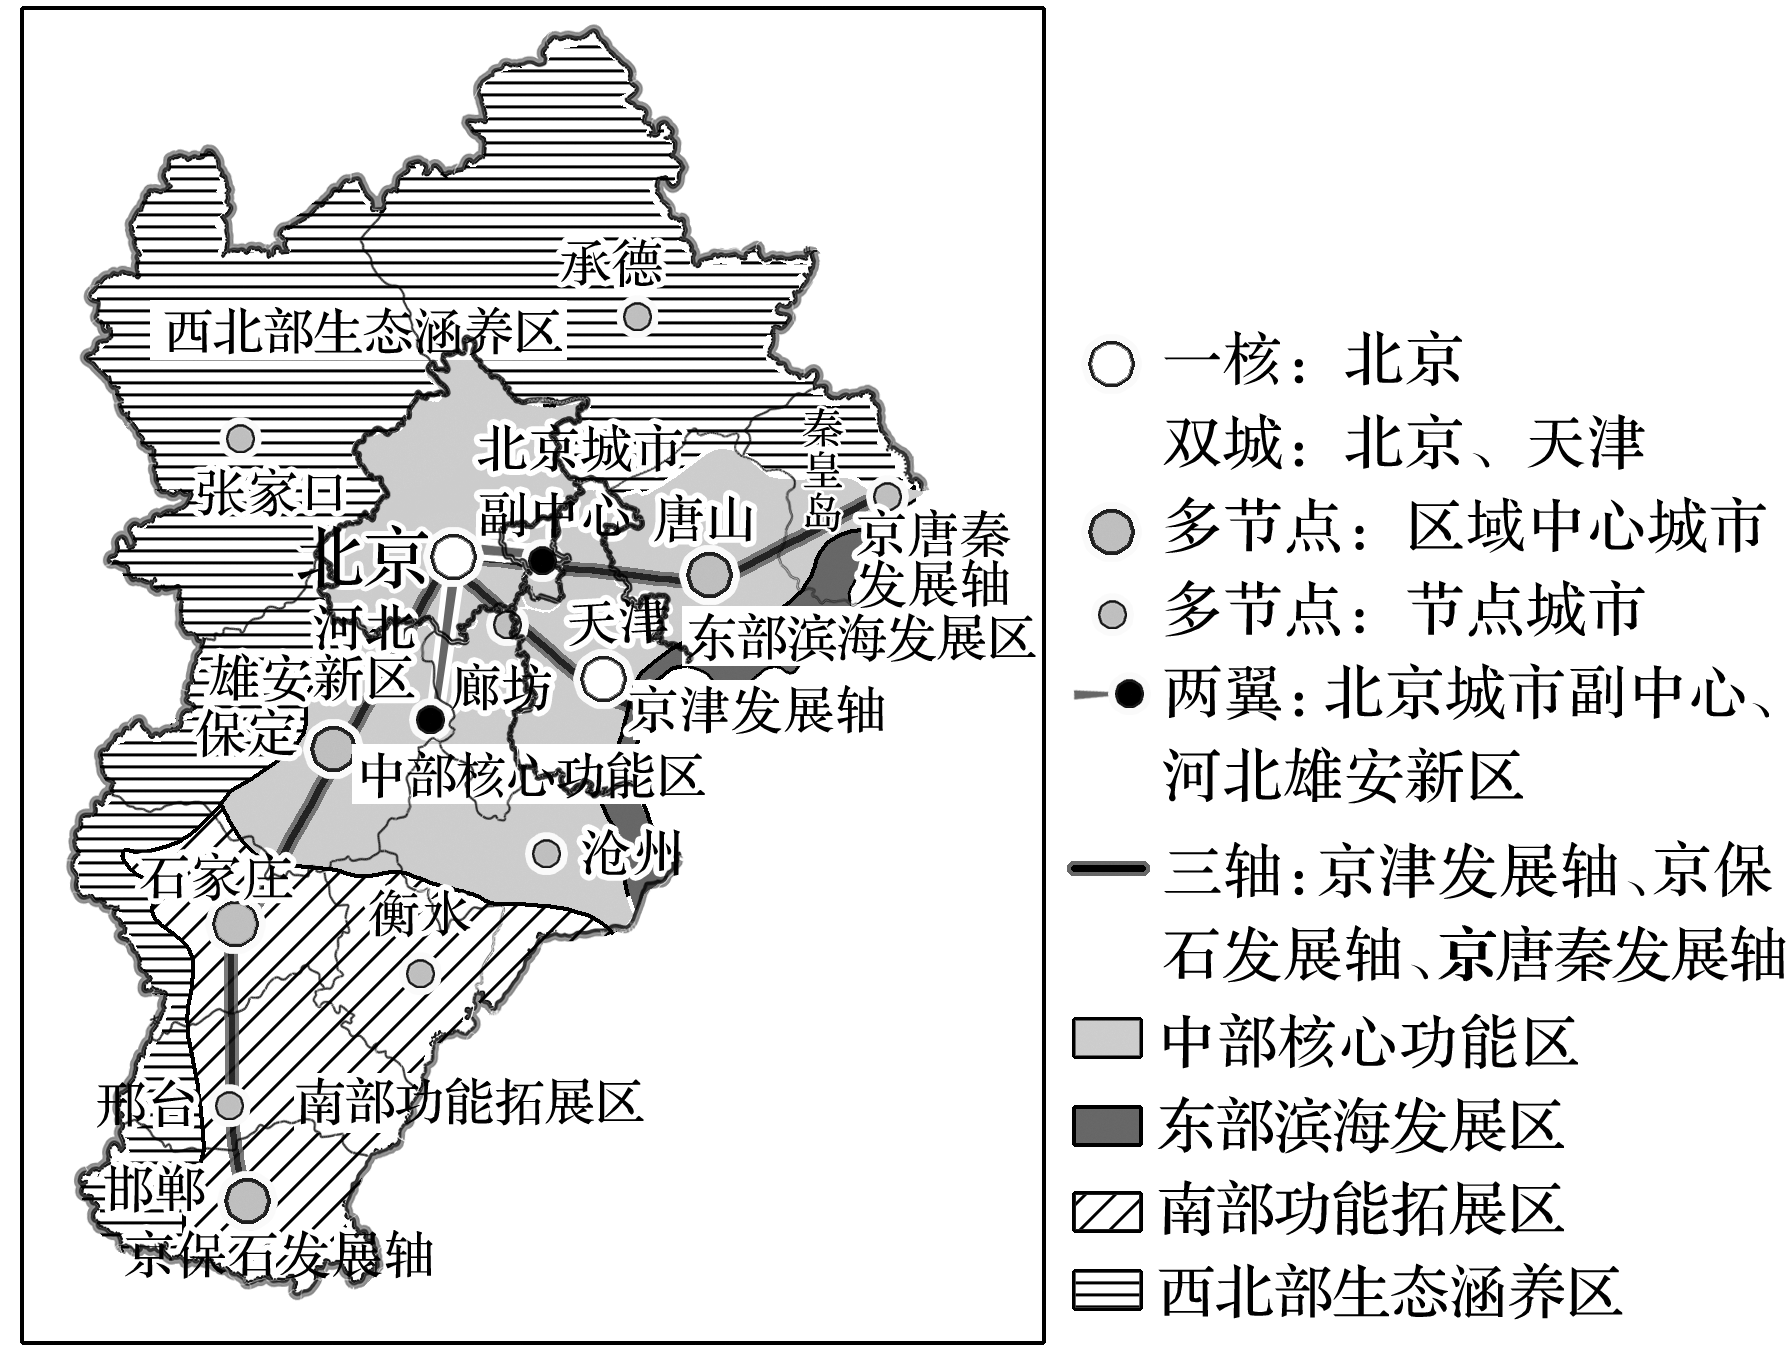 承德
西北部生态涵养区
秦皇岛
北京城市
副中心
张家口
唐山
北京
京唐秦
发展轴
河北
雄安新区
天津
东部滨海发展区
廊坊
京津发展轴
保定
中部核心功能区
沧州
石家庄
衡水
邢台
南部功能拓展区
邯郸
京保石发展轴
一核：北京
双城：北京、天津
多节点：区域中心城市
多节点：节点城市
两翼：北京城市副中心、
河北雄安新区
三轴：京津发展轴、京保
石发展轴、京唐秦发展轴
中部核心功能区
东部滨海发展区
南部功能拓展区
西北部生态涵养区